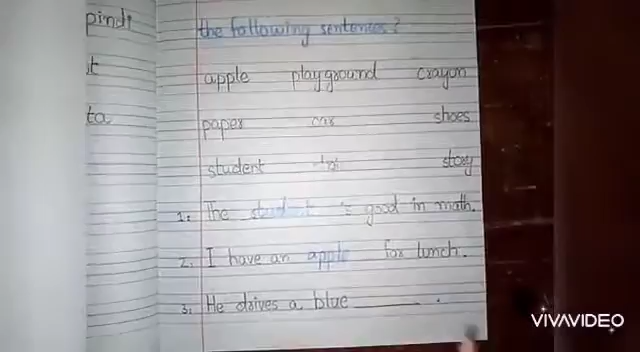 pindi
the following sentences?
apple playground crayon
ta
paper car shoes
student story
1. The student is good in math.
2. I have an apple for lunch.
3. He drives a blue ______ .
VIVAVIDEO